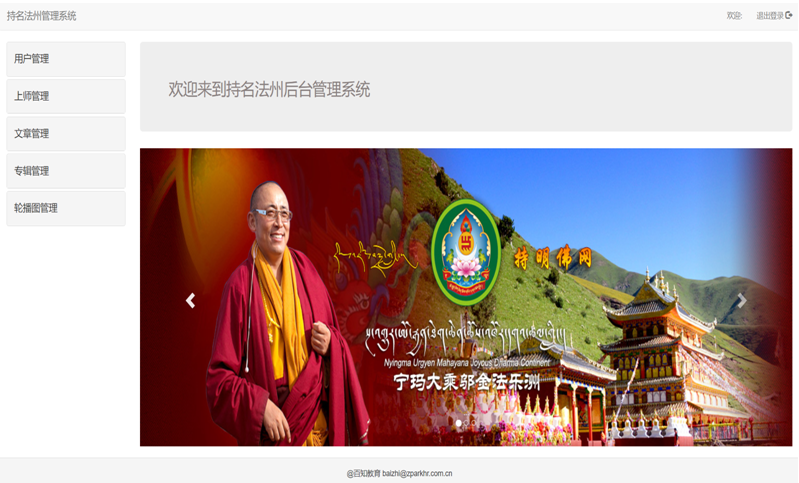 持名法州管理系统
欢迎:
退出登录
用户管理
上师管理
文章管理
专辑管理
轮播图管理
欢迎来到持名法州后台管理系统
持明佛网
Nyingma Urgyen Mahayana Joyous Dharma Continent
宁玛大乘邬金法乐洲
@百知教育 baizhi@zparkhr.com.cn